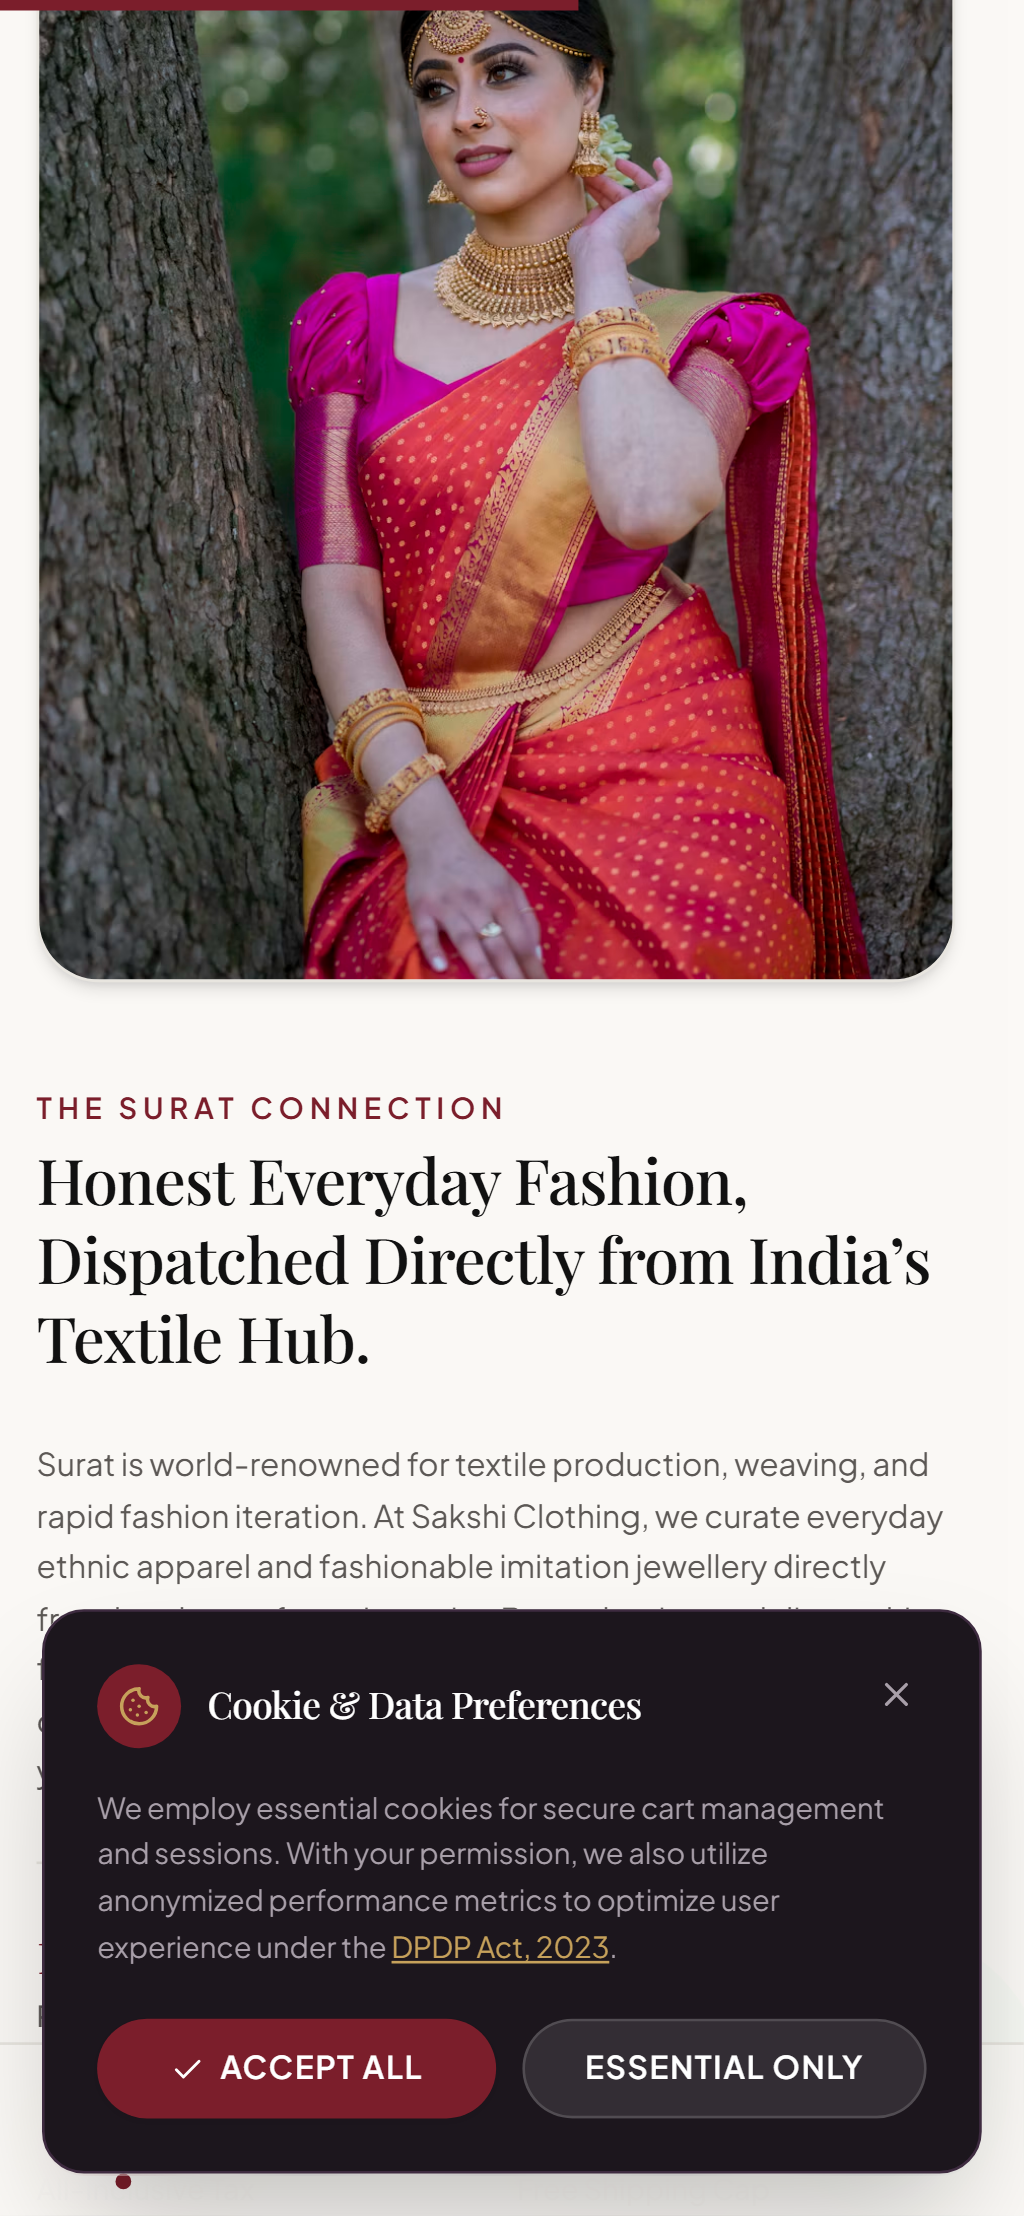 THE SURAT CONNECTION
Honest Everyday Fashion,
Dispatched Directly from India’s
Textile Hub.
Surat is world-renowned for textile production, weaving, and
rapid fashion iteration. At Sakshi Clothing, we curate everyday
ethnic apparel and fashionable imitation jewellery directly
Cookie & Data Preferences
We employ essential cookies for secure cart management
and sessions. With your permission, we also utilize
anonymized performance metrics to optimize user
experience under the DPDP Act, 2023.
ACCEPT ALL
ESSENTIAL ONLY